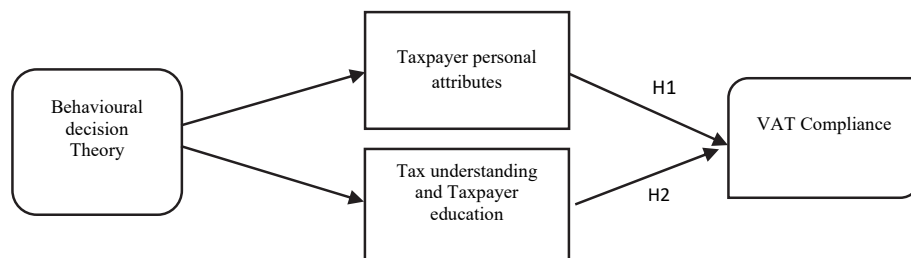 Behavioural
decision
Theory
Taxpayer personal
attributes
Tax understanding
and Taxpayer
education
H1
H2
VAT Compliance